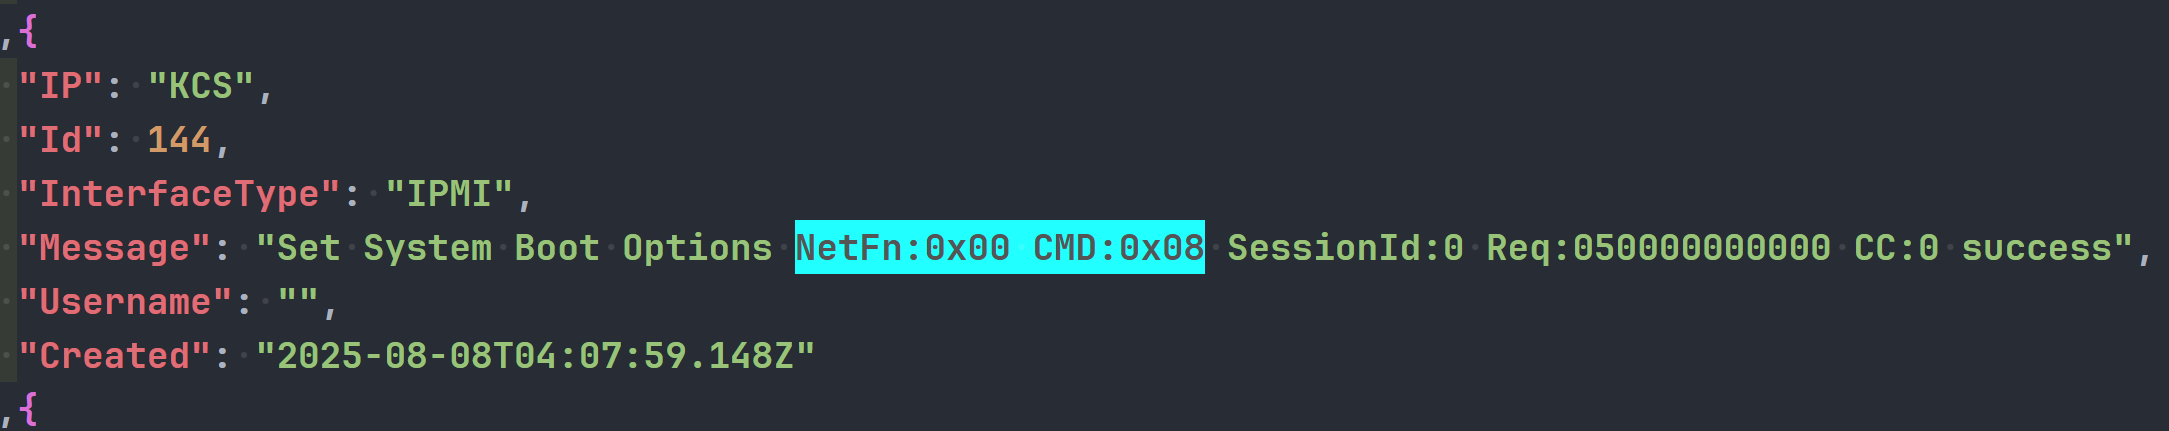 ,{
"IP": "KCS",
"Id": 144,
"InterfaceType": "IPMI",
"Message": "Set System Boot Options NetFn:0x00 CMD:0x08 SessionId:0 Req:050000000000 CC:0 success",
"Username": "",
"Created": "2025-08-08T04:07:59.148Z"
,{